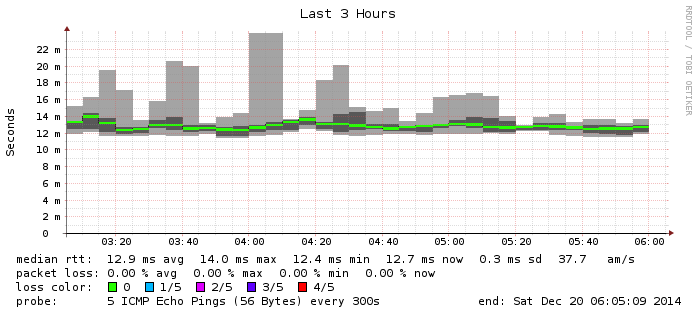 Last 3 Hours
RRDTOOL / TOBI OETIKER
Seconds
22 m
20 m
18 m
16 m
14 m
12 m
10 m
8 m
6 m
4 m
2 m
0
03:20 03:40 04:00 04:20 04:40 05:00 05:20 05:40 06:00
median rtt: 12.9 ms avg 14.0 ms max 12.4 ms min 12.7 ms now 0.3 ms sd 37.7 am/s
packet loss: 0.00 % avg 0.00 % max 0.00 % min 0.00 % now
loss color: 0 1/5 2/5 3/5 4/5
probe: 5 ICMP Echo Pings (56 Bytes) every 300s end: Sat Dec 20 06:05:09 2014